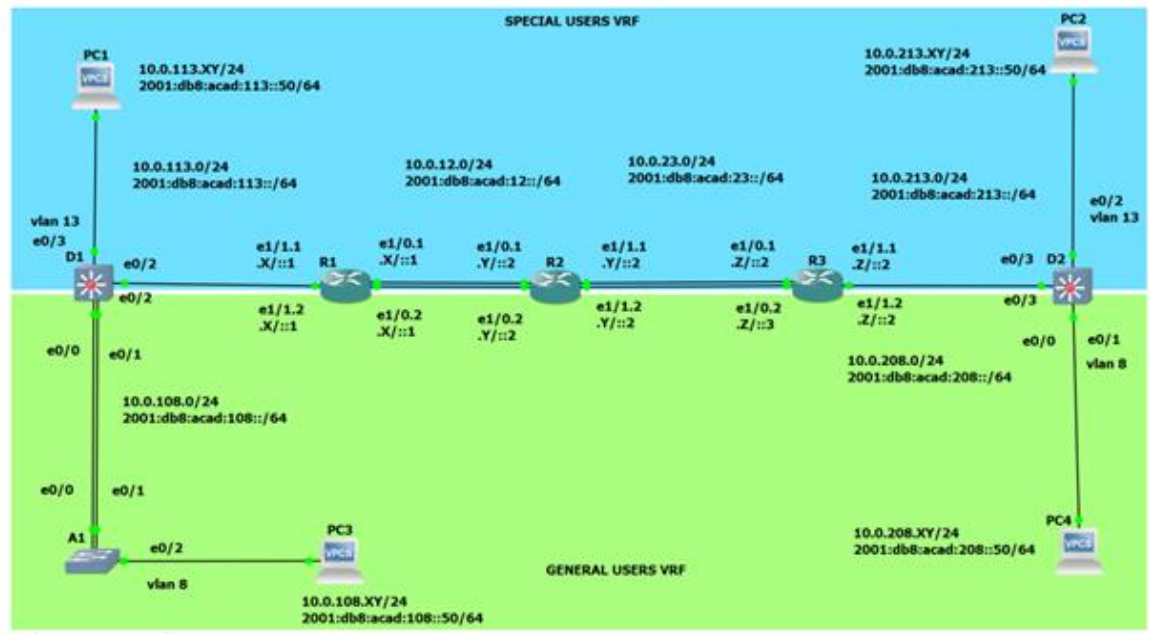 SPECIAL USERS VRF
PC2
PC1
VPCS
10.0.113.XY/24
2001:db8:acad:113::50/64
10.0.213.XY/24
2001:db8:acad:213::50/64
VPCS
10.0.113.0/24
2001:db8:acad:113::/64
10.0.12.0/24
2001:db8:acad:12::/64
10.0.23.0/24
2001:db8:acad:23::/64
10.0.213.0/24
2001:db8:acad:213::/64
e0/2
vlan 13
vlan 13
e0/3
D1
e0/2
e1/1.1
.X/::1
R1
e1/0.1
.X/::1
e0/1.1
.Y/::2
R2
e1/1.1
.Y/::2
e1/0.1
.Z/::2
R3
e1/1.1
.Z/::2
e0/3
D2
e0/2
e1/1.2
.X/::1
e1/0.2
.X/::1
e1/0.2
.Y/::2
e1/1.2
.Y/::2
e1/0.2
.Z/::3
e1/1.2
.Z/::2
e0/3
e0/0
e0/1
e0/0
e0/1
vlan 8
10.0.208.0/24
2001:db8:acad:208::/64
10.0.108.0/24
2001:db8:acad:108::/64
e0/0
e0/1
A1
e0/2
vlan 8
PC3
VPCS
10.0.108.XY/24
2001:db8:acad:108::50/64
GENERAL USERS VRF
PC4
10.0.208.XY/24
2001:db8:acad:208::50/64
VPCS